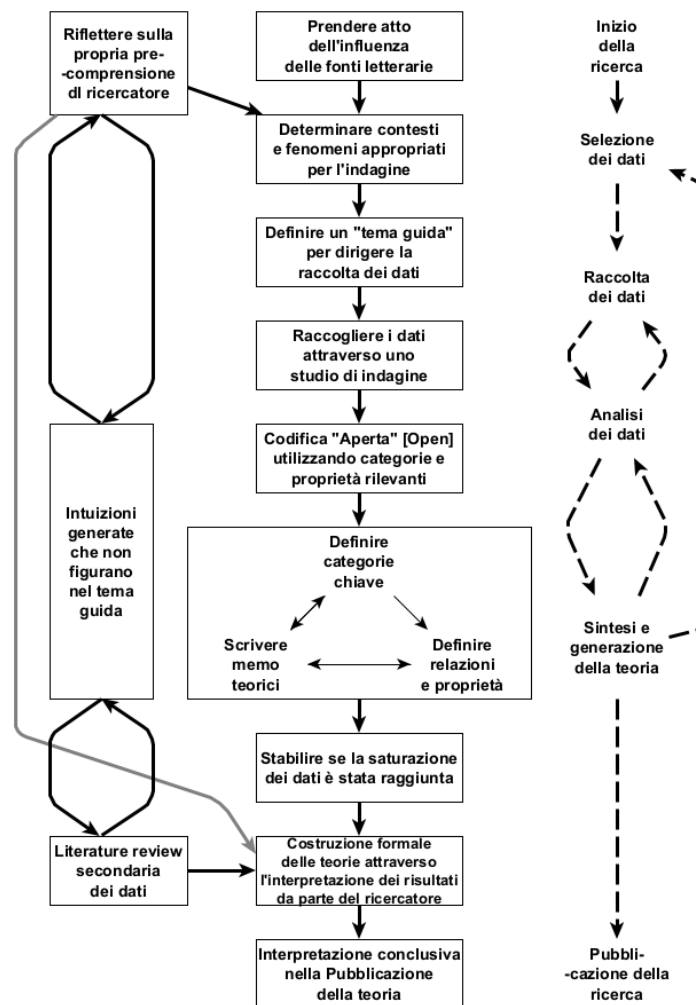 Riflettere sulla
propria pre-
-comprensione
dI ricercatore
Prendere atto
dell'influenza
delle fonti letterarie
Inizio
della
ricerca
Determinare contesti
e fenomeni appropriati
per l'indagine
Selezione
dei dati
Definire un "tema guida"
per dirigere la
raccolta dei dati
Raccolta
dei dati
Raccogliere i dati
attraverso uno
studio di indagine
Analisi
dei dati
Codifica "Aperta" [Open]
utilizzando categorie e
proprietà rilevanti
Intuizioni
generate
che non
figurano
nel tema
guida
Definire
categorie
chiave
Scrivere
memo
teorici
Definire
relazioni
e proprietà
Sintesi e
generazione
della teoria
Stabilire se la saturazione
dei dati è stata raggiunta
Literature review
secondaria
dei dati
Costruzione formale
delle teorie attraverso
l'interpretazione dei risultati
da parte del ricercatore
Interpretazione conclusiva
nella Pubblicazione
della teoria
Pubbli-
-cazione della
ricerca